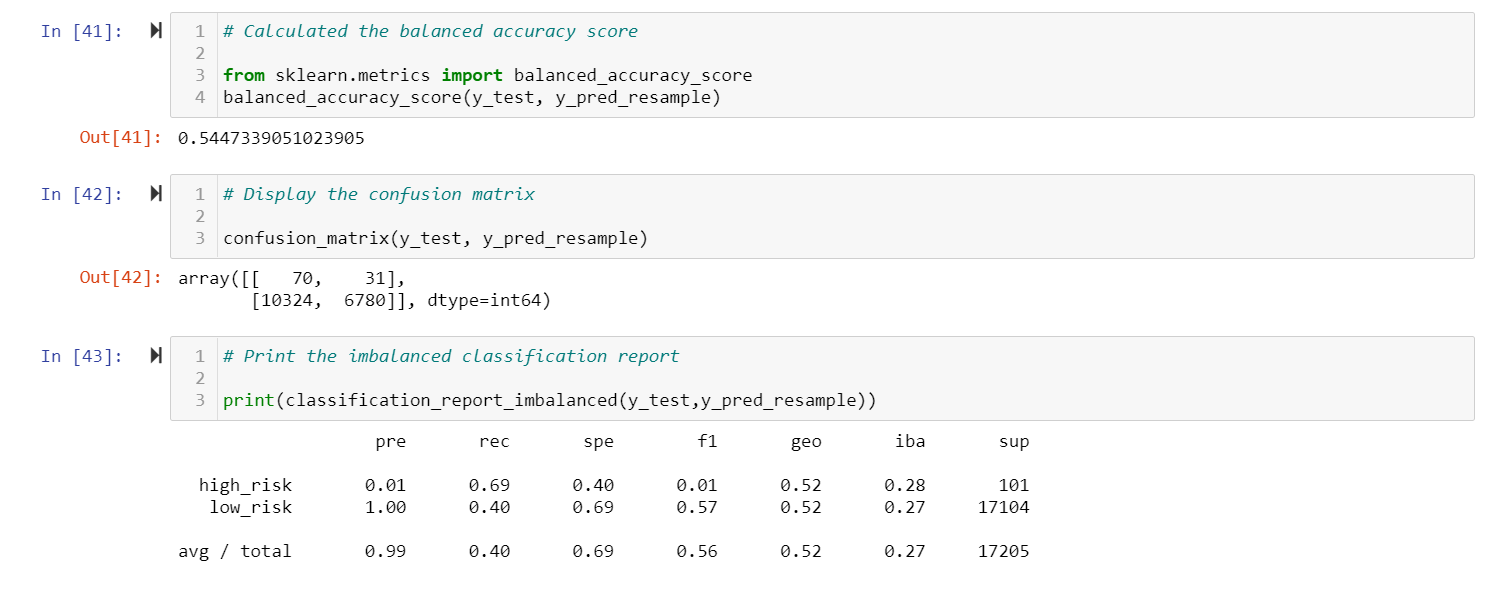 In [41]:
1 # Calculated the balanced accuracy score
2
3 from sklearn.metrics import balanced_accuracy_score
4 balanced_accuracy_score(y_test, y_pred_resample)
Out[41]: 0.5447339051023905
In [42]:
1 # Display the confusion matrix
2
3 confusion_matrix(y_test, y_pred_resample)
Out[42]: array([[   70,    31],
       [10324,  6780]], dtype=int64)
In [43]:
1 # Print the imbalanced classification report
2
3 print(classification_report_imbalanced(y_test,y_pred_resample))
pre rec spe f1 geo iba sup
high_risk 0.01 0.69 0.40 0.01 0.52 0.28 101
low_risk 1.00 0.40 0.69 0.57 0.52 0.27 17104
avg / total 0.99 0.40 0.69 0.56 0.52 0.27 17205